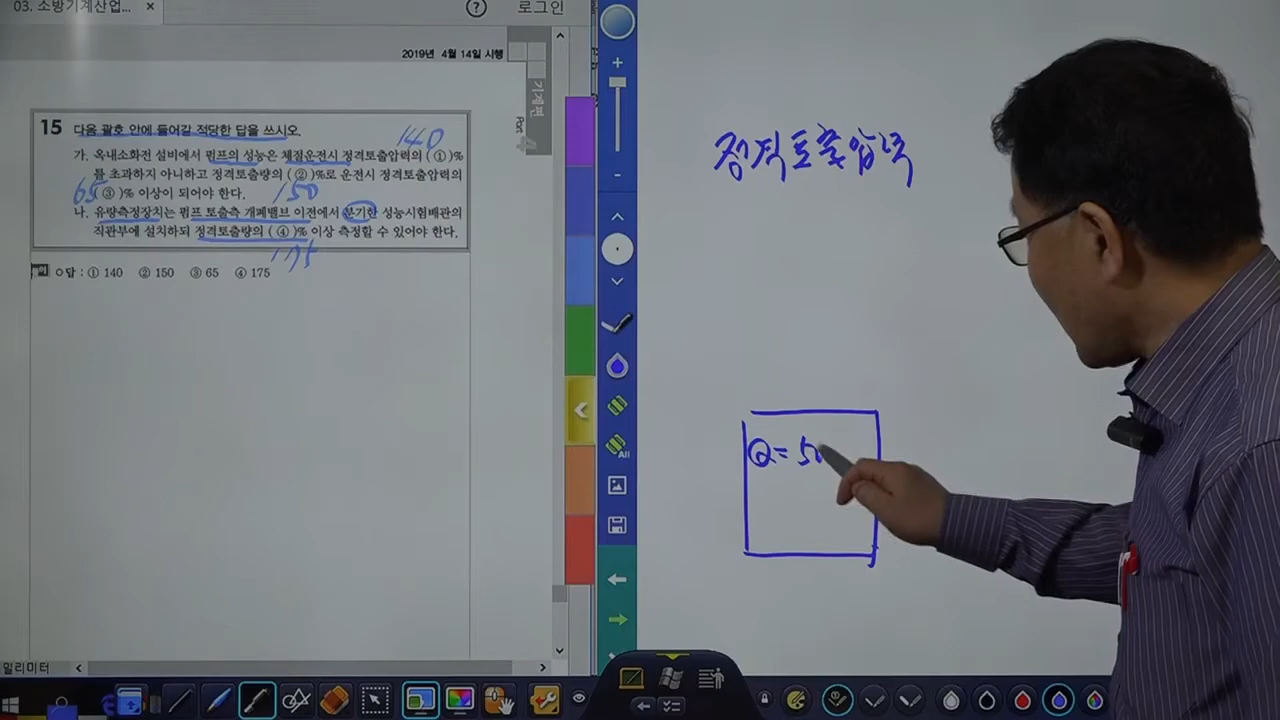 03. 소방기계산업...
로그인
2019년 4월 14일 시행
기계편
Part 4
15 다음 괄호 안에 들어갈 적당한 답을 쓰시오.
140
가. 옥내소화전 설비에서 펌프의 성능은 체절운전시 정격토출압력의 ( ① )%
를 초과하지 아니하고 정격토출량의 ( ② )%로 운전시 정격토출압력의
65 ( ③ )% 이상이 되어야 한다. 150
나. 유량측정장치는 펌프 토출측 개폐밸브 이전에서 분기한 성능시험배관의
직관부에 설치하되 정격토출량의 ( ④ )% 이상 측정할 수 있어야 한다.
175
ㅇ답 : ① 140 ② 150 ③ 65 ④ 175
정격토출압력
Q = 50
All
밀리미터